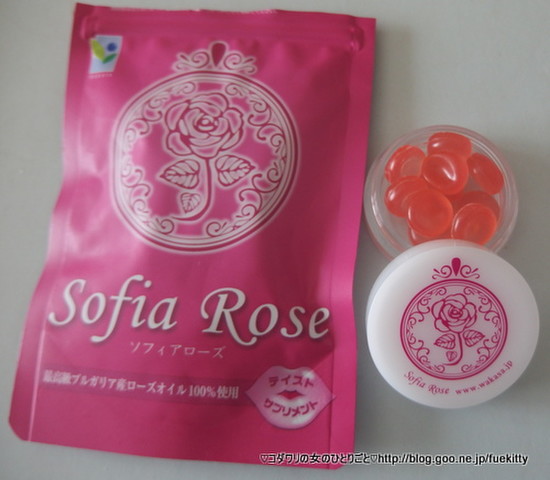 Sofia Rose
ソフィアローズ
最高級ブルガリア産ローズオイル100%使用
テイスト
サプリメント
Sofia Rose www.wakasa.jp
♡コダワリの女のひとりごと♡http://blog.goo.ne.jp/fuekitty